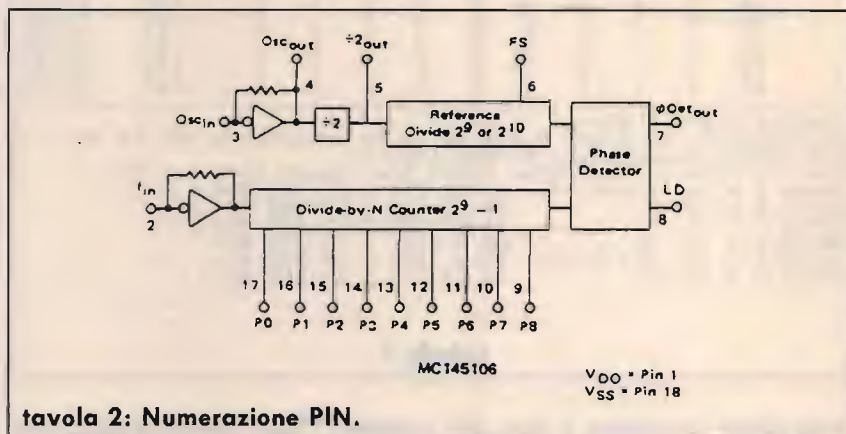 Osc out
÷2 out
FS
4
5
6
Osc in
3
÷2
Reference
Divide 2⁹ or 2¹⁰
Phase
Detector
φDet out
7
f in
2
Divide-by-N Counter 2⁹ – 1
LD
8
17 16 15 14 13 12 11 10 9
P0 P1 P2 P3 P4 P5 P6 P7 P8
MC145106
VDD = Pin 1
VSS = Pin 18
tavola 2: Numerazione PIN.